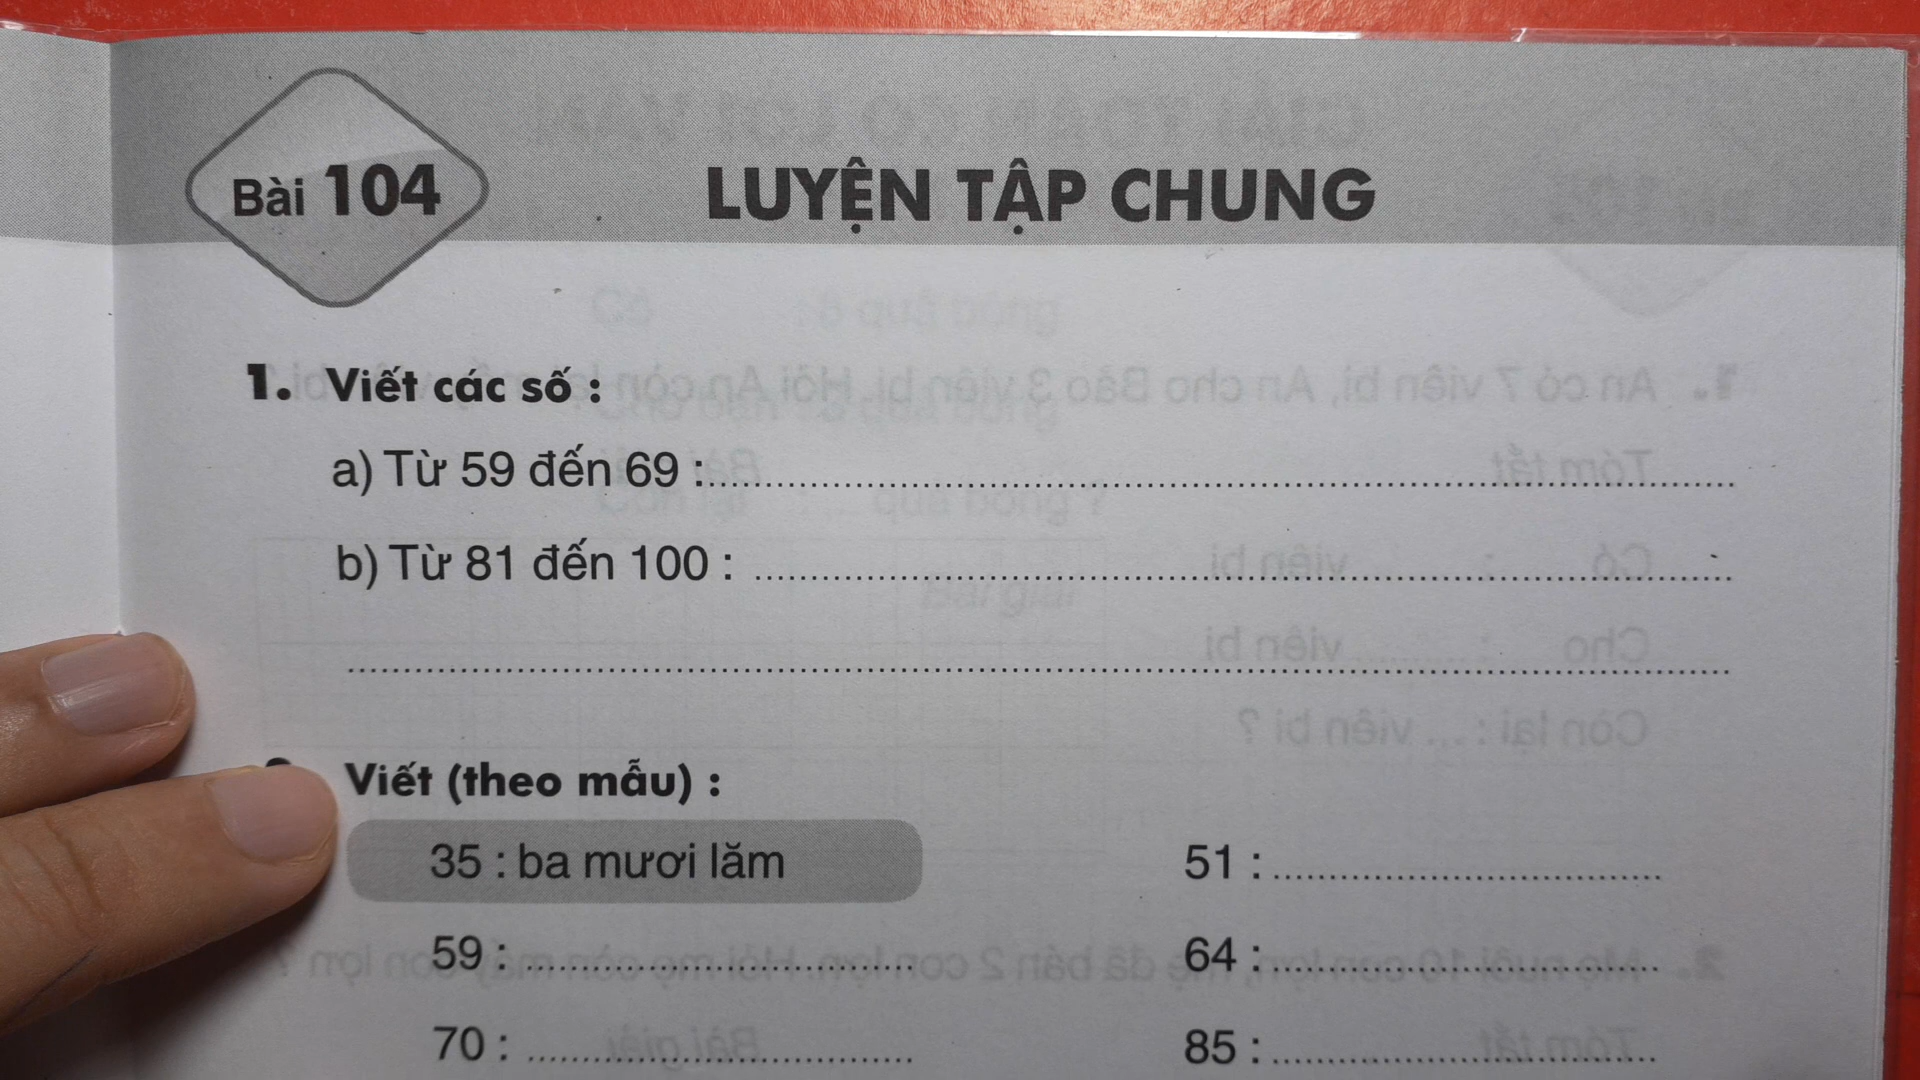 Bài 104
LUYỆN TẬP CHUNG
1. Viết các số :
a) Từ 59 đến 69 :..........................................................................
b) Từ 81 đến 100 : ..........................................................................
..........................................................................
Viết (theo mẫu) :
35 : ba mươi lăm 51 :..................................
59 : .................................. 64 :..................................
70 : .................................. 85 :..................................